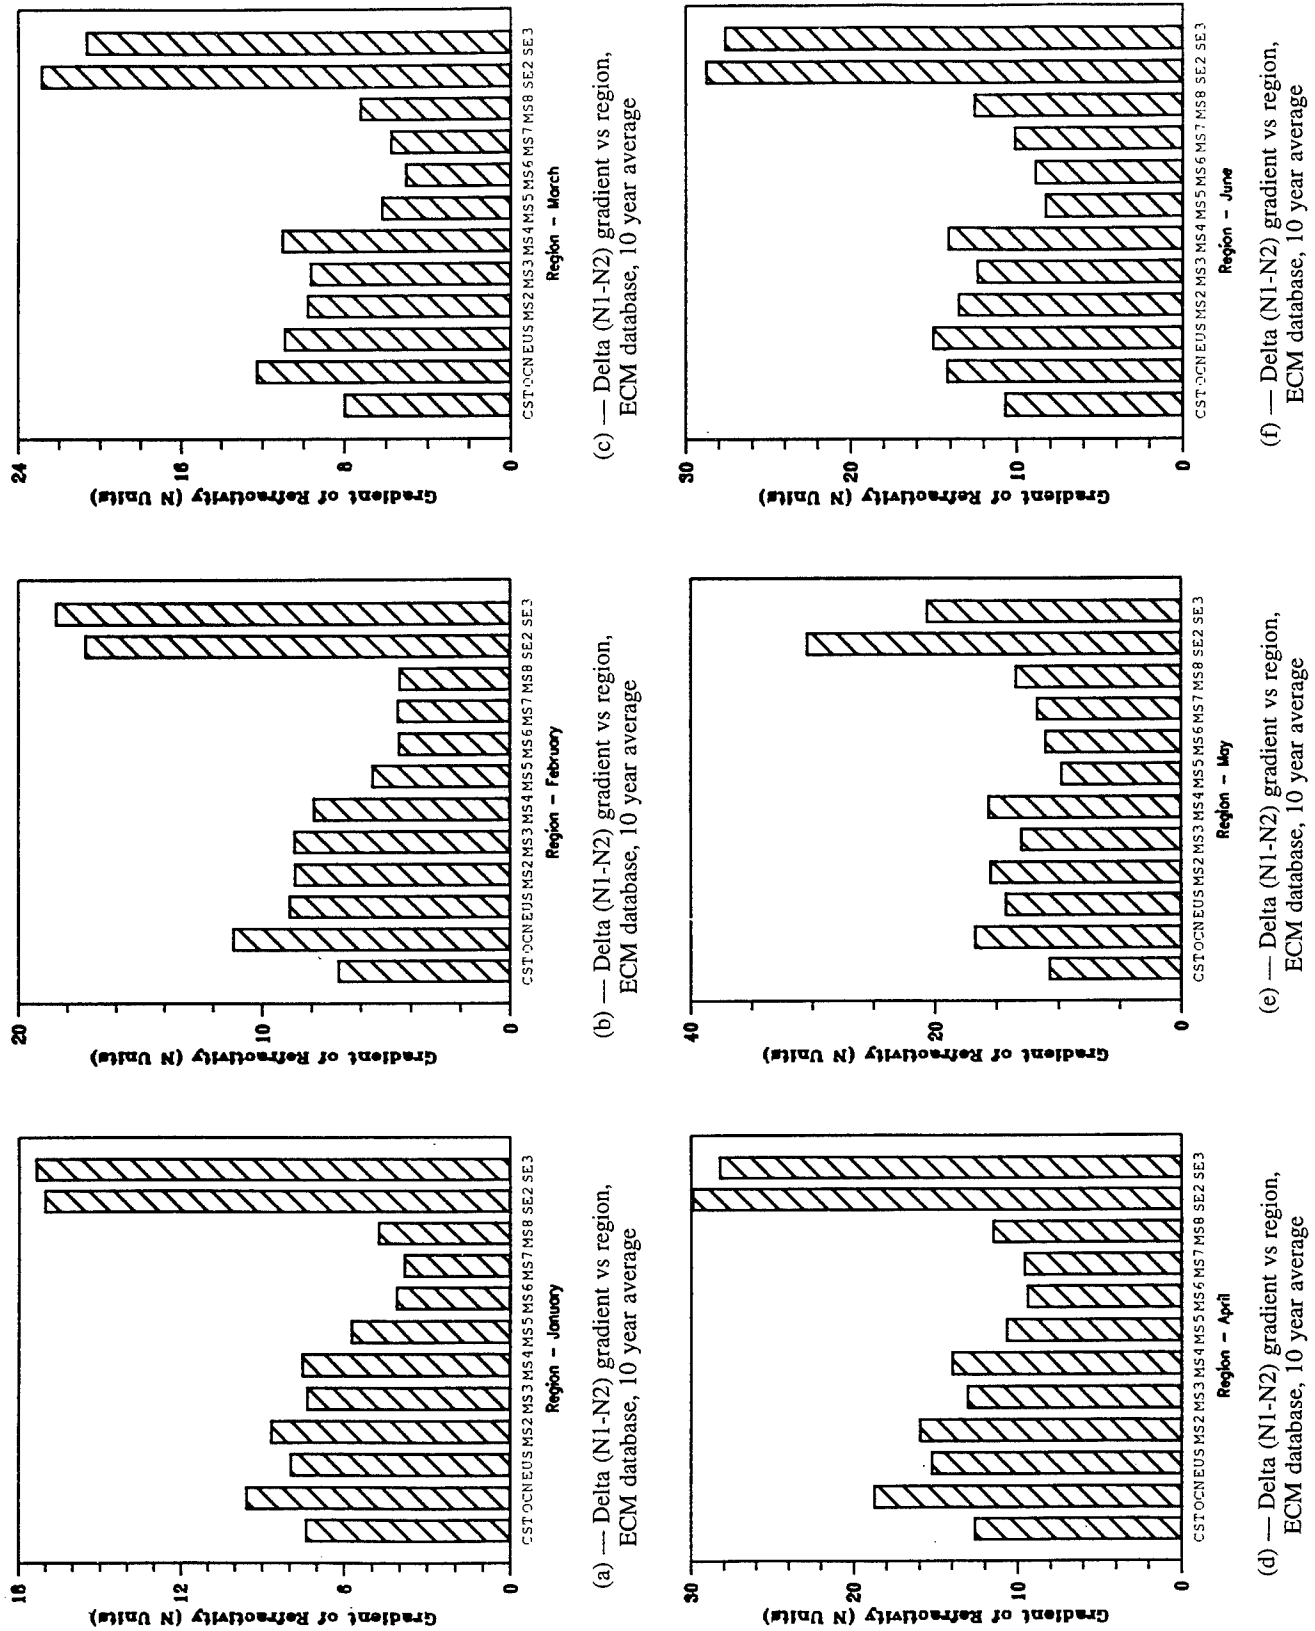 18
12
6
0
Gradient of Refractivity (N Units)
CST OCN EUS MS2 MS3 MS4 MS5 MS6 MS7 MS8 SE2 SE3
Region – January
(a) — Delta (N1-N2) gradient vs region,
ECM database, 10 year average
20
10
0
Gradient of Refractivity (N Units)
CST OCN EUS MS2 MS3 MS4 MS5 MS6 MS7 MS8 SE2 SE3
Region – February
(b) — Delta (N1-N2) gradient vs region,
ECM database, 10 year average
24
16
8
0
Gradient of Refractivity (N Units)
CST OCN EUS MS2 MS3 MS4 MS5 MS6 MS7 MS8 SE2 SE3
Region – March
(c) — Delta (N1-N2) gradient vs region,
ECM database, 10 year average
30
20
10
0
Gradient of Refractivity (N Units)
CST OCN EUS MS2 MS3 MS4 MS5 MS6 MS7 MS8 SE2 SE3
Region – April
(d) — Delta (N1-N2) gradient vs region,
ECM database, 10 year average
40
20
0
Gradient of Refractivity (N Units)
CST OCN EUS MS2 MS3 MS4 MS5 MS6 MS7 MS8 SE2 SE3
Region – May
(e) — Delta (N1-N2) gradient vs region,
ECM database, 10 year average
30
20
10
0
Gradient of Refractivity (N Units)
CST OCN EUS MS2 MS3 MS4 MS5 MS6 MS7 MS8 SE2 SE3
Region – June
(f) — Delta (N1-N2) gradient vs region,
ECM database, 10 year average